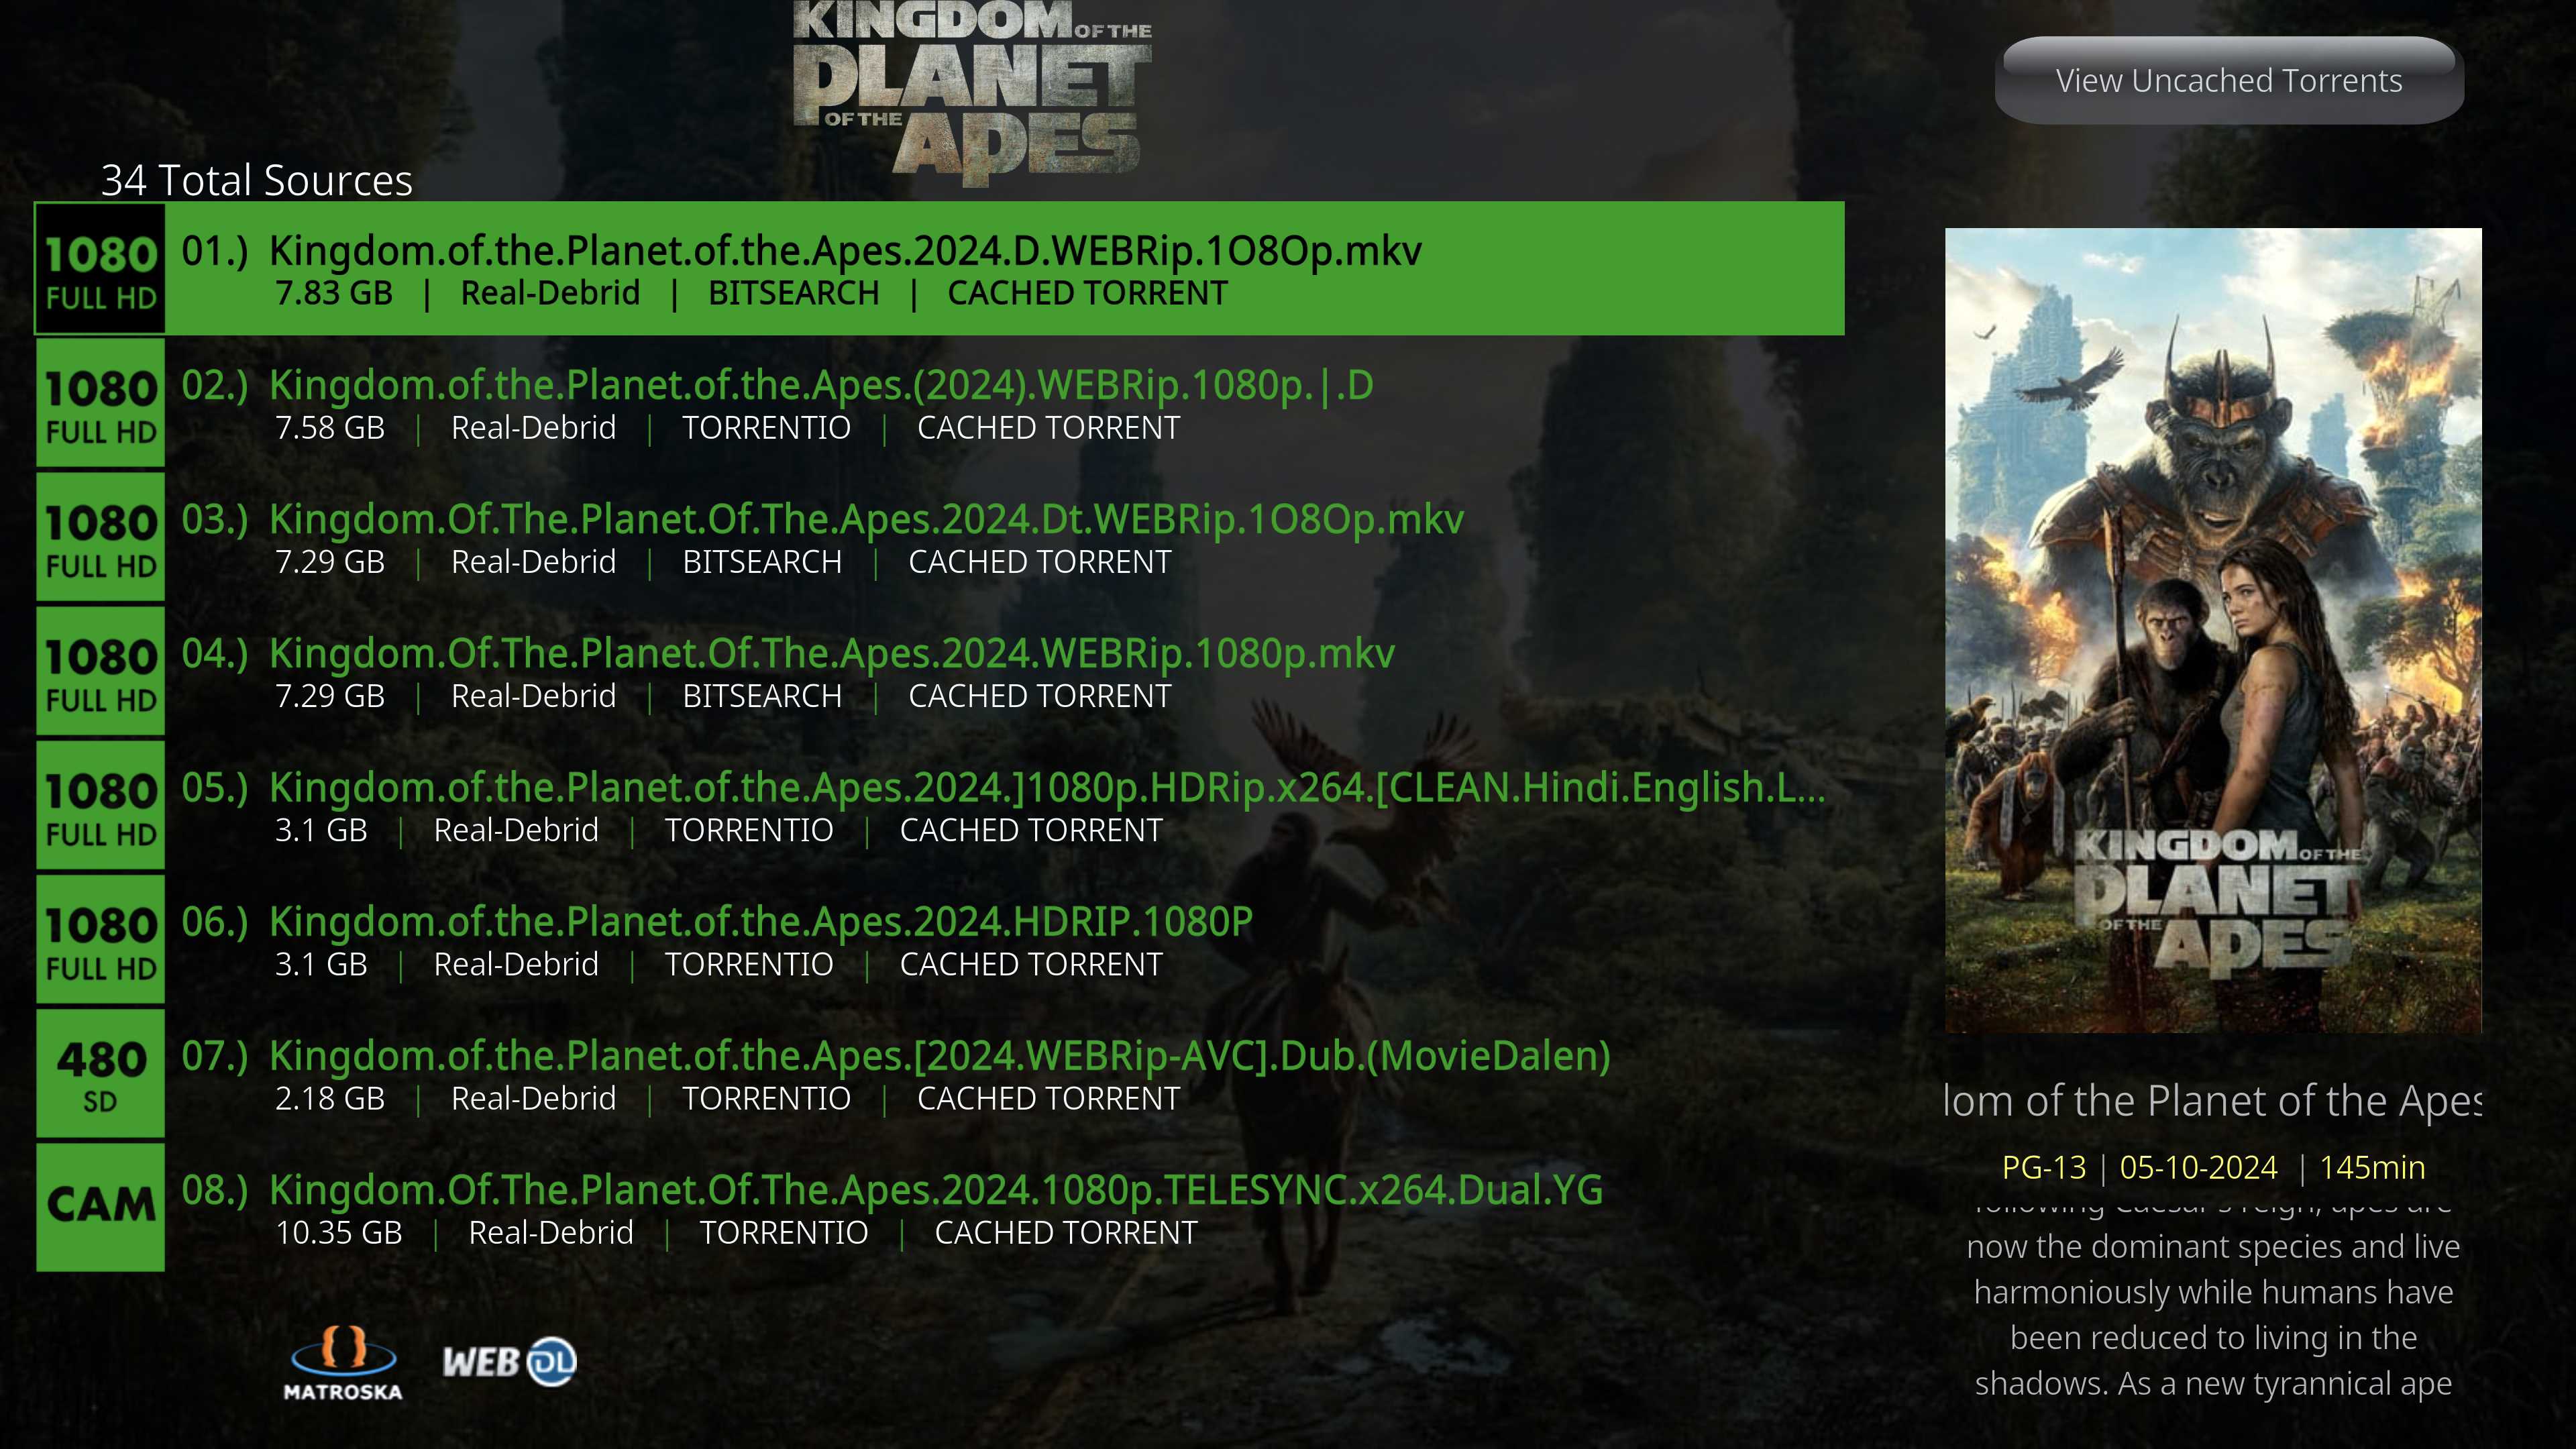 KINGDOM OF THE
PLANET
OF THE
APES
View Uncached Torrents
34 Total Sources
1080
FULL HD
01.) Kingdom.of.the.Planet.of.the.Apes.2024.D.WEBRip.1O8Op.mkv
7.83 GB | Real-Debrid | BITSEARCH | CACHED TORRENT
1080
FULL HD
02.) Kingdom.of.the.Planet.of.the.Apes.(2024).WEBRip.1080p.|.D
7.58 GB | Real-Debrid | TORRENTIO | CACHED TORRENT
1080
FULL HD
03.) Kingdom.Of.The.Planet.Of.The.Apes.2024.Dt.WEBRip.1O8Op.mkv
7.29 GB | Real-Debrid | BITSEARCH | CACHED TORRENT
1080
FULL HD
04.) Kingdom.Of.The.Planet.Of.The.Apes.2024.WEBRip.1080p.mkv
7.29 GB | Real-Debrid | BITSEARCH | CACHED TORRENT
1080
FULL HD
05.) Kingdom.of.the.Planet.of.the.Apes.2024.]1080p.HDRip.x264.[CLEAN.Hindi.English.L...
3.1 GB | Real-Debrid | TORRENTIO | CACHED TORRENT
1080
FULL HD
06.) Kingdom.of.the.Planet.of.the.Apes.2024.HDRIP.1080P
3.1 GB | Real-Debrid | TORRENTIO | CACHED TORRENT
480
SD
07.) Kingdom.of.the.Planet.of.the.Apes.[2024.WEBRip-AVC].Dub.(MovieDalen)
2.18 GB | Real-Debrid | TORRENTIO | CACHED TORRENT
CAM
08.) Kingdom.Of.The.Planet.Of.The.Apes.2024.1080p.TELESYNC.x264.Dual.YG
10.35 GB | Real-Debrid | TORRENTIO | CACHED TORRENT
MATROSKA
WEB DL
KINGDOM OF THE
PLANET
OF THE
APES
dom of the Planet of the Apes
PG-13 | 05-10-2024 | 145min
following Caesar's reign, apes are
now the dominant species and live
harmoniously while humans have
been reduced to living in the
shadows. As a new tyrannical ape